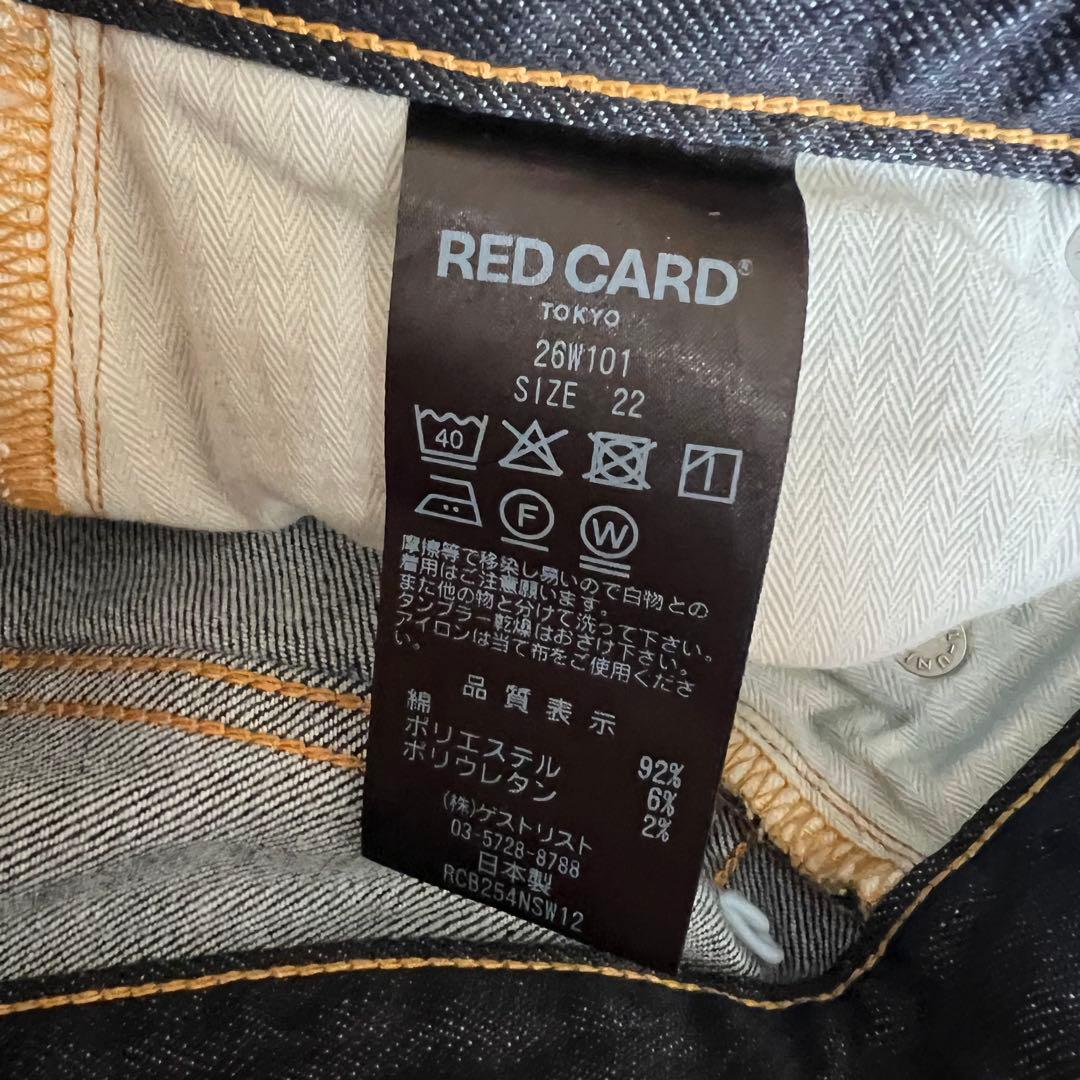 RED CARD®
TOKYO
26W101
SIZE 22
40
F W
摩擦等で移染し易いので白物との
着用はご注意願います。
また他の物と分けて洗って下さい。
タンブラー乾燥はおさけ下さい。
アイロンは当て布をご使用くださ
い。
品質表示
綿 92%
ポリエステル 6%
ポリウレタン 2%
(株)ゲストリスト
03-5728-8788
日本製
RCB254NSW12